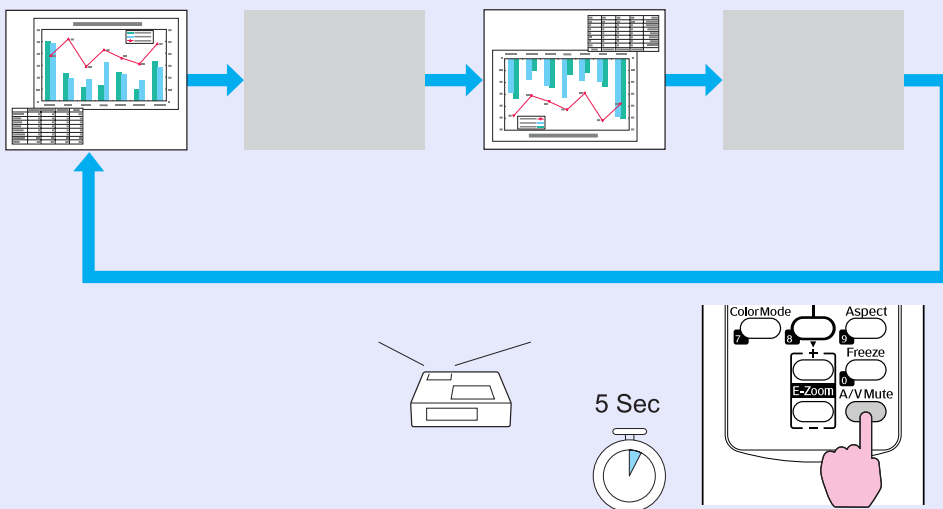 ColorMode
Aspect
7
8
9
+
Freeze
0
E-Zoom
A/V Mute
−
5 Sec